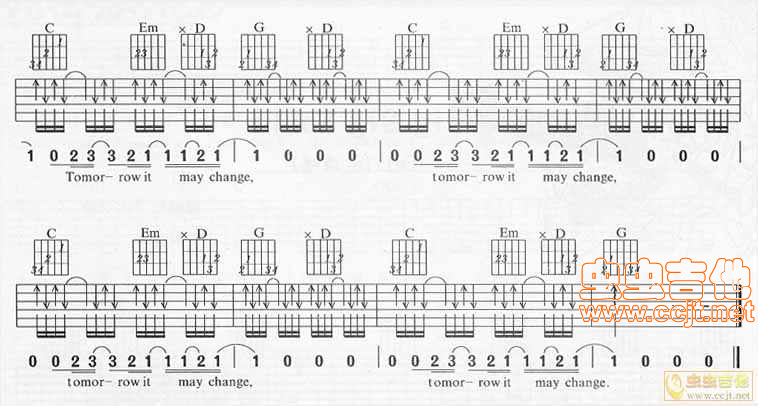 C Em × D G × D C Em × D G × D
1 0 2 3 3 2 1 1 1 2 1 | 1 0 0 0 | 0 0 2 3 3 2 1 1 1 2 1 | 1 0 0 0 |
Tomor- row it may change, tomor- row it may change,
C Em × D G × D C Em × D G
0 0 2 3 3 2 1 1 1 2 1 | 1 0 0 0 | 0 0 2 3 3 2 1 1 1 2 1 | 1 0 0 0
tomor- row it may change, tomor- row it may change.
虫虫吉他
www.ccjt.net
虫虫吉他
www.ccjt.net